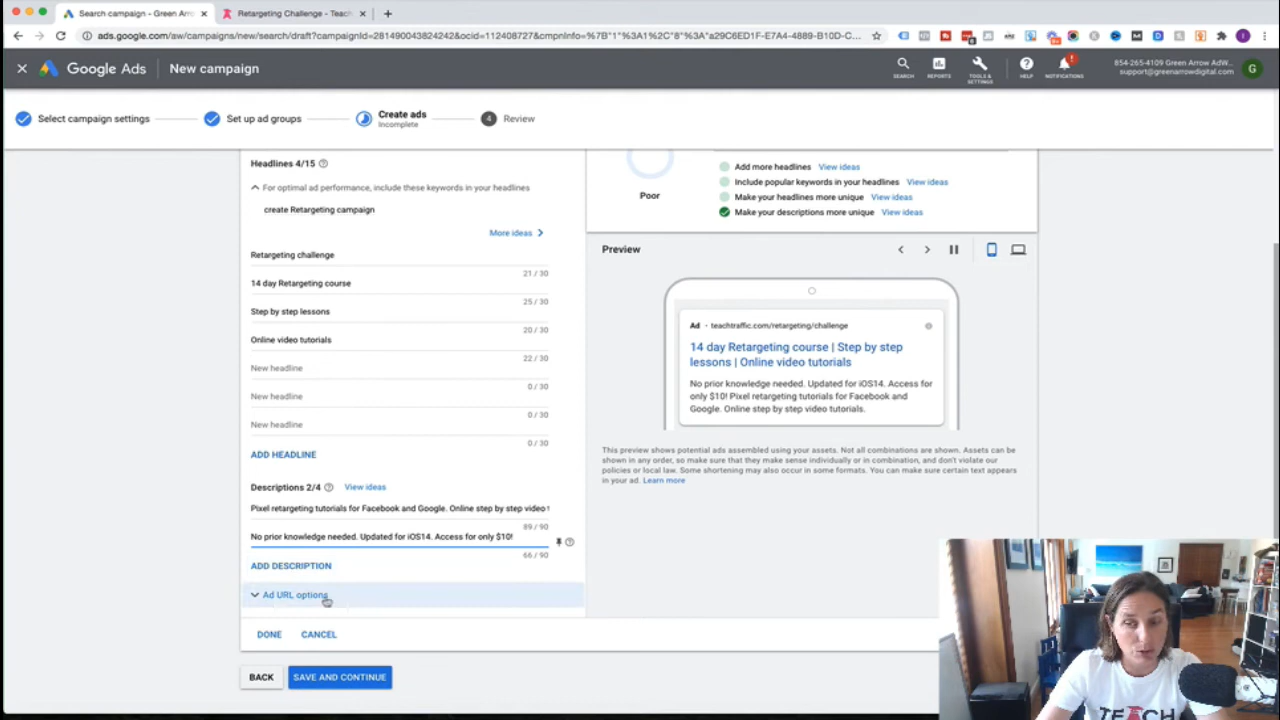 Search campaign - Green Arr
Retargeting Challenge - Teach
ads.google.com/aw/campaigns/new/search/draft?campaignId=281490043824242&ocid=112408727&cmpnInfo=%7B"1"%3A1%2C"8"%3A"a29C6ED1F-E7A4-4889-B10D-C...
Google Ads
New campaign
SEARCH
REPORTS
TOOLS &
SETTINGS
HELP
NOTIFICATIONS
854-265-4109 Green Arrow AdW...
support@greenarrowdigital.com
G
Select campaign settings
Set up ad groups
Create ads
Incomplete
4
Review
Headlines 4/15
For optimal ad performance, include these keywords in your headlines
create Retargeting campaign
More ideas
Retargeting challenge
21 / 30
14 day Retargeting course
25 / 30
Step by step lessons
20 / 30
Online video tutorials
22 / 30
New headline
0 / 30
New headline
0 / 30
New headline
0 / 30
ADD HEADLINE
Descriptions 2/4
View ideas
Pixel retargeting tutorials for Facebook and Google. Online step by step video
89 / 90
No prior knowledge needed. Updated for iOS14. Access for only $10!
66 / 90
ADD DESCRIPTION
Ad URL options
DONE
CANCEL
BACK
SAVE AND CONTINUE
Poor
Add more headlines View ideas
Include popular keywords in your headlines View ideas
Make your headlines more unique View ideas
Make your descriptions more unique View ideas
Preview
Ad · teachtraffic.com/retargeting/challenge
14 day Retargeting course | Step by step
lessons | Online video tutorials
No prior knowledge needed. Updated for iOS14. Access for
only $10! Pixel retargeting tutorials for Facebook and
Google. Online step by step video tutorials.
This preview shows potential ads assembled using your assets. Not all combinations are shown. Assets can be
shown in any order, so make sure that they make sense individually or in combination, and don't violate our
policies or local law. Some shortening may also occur in some formats. You can make sure certain text appears
in your ad. Learn more
TEACH